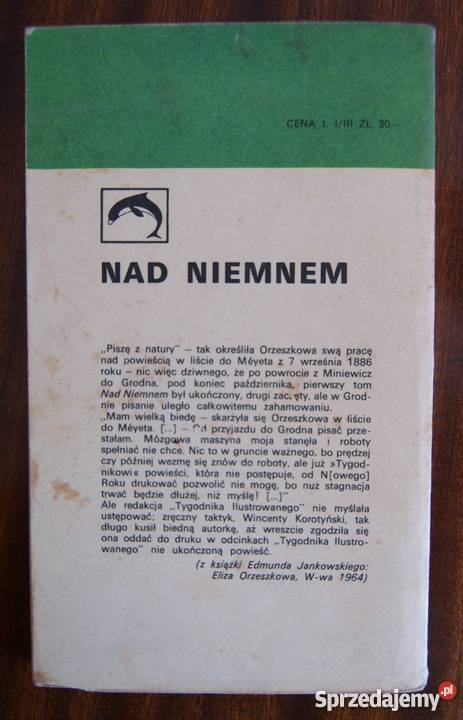 CENA t. I/III ZŁ 30.–
NAD NIEMNEM
„Piszę z natury” – tak określiła Orzeszkowa swą pracę
nad powieścią w liście do Méyeta z 7 września 1886
roku – nic więc dziwnego, że po powrocie z Miniewicz
do Grodna, pod koniec października, pierwszy tom
Nad Niemnem był ukończony, drugi zaczęty, ale w Grod-
nie pisanie uległo całkowitemu zahamowaniu.
„Mam wielką biedę – skarżyła się Orzeszkowa w liście
do Méyeta. [...] – Od przyjazdu do Grodna pisać prze-
stałam. Mózgowa maszyna moja stanęła i roboty
spełniać nie chce. Nic to w gruncie ważnego, bo prędzej
czy później wezmę się znów do roboty, ale już »Tygod-
nikowi« powieści, która nie postępuje, od N[owego]
Roku drukować pozwolić nie mogę, bo nuż stagnacja
trwać będzie dłużej, niż myślę! [...]”
Ale redakcja „Tygodnika Ilustrowanego” nie myślała
ustępować; zręczny taktyk, Wincenty Korotyński, tak
długo kusił biedną autorkę, aż wreszcie zgodziła się
ona oddać do druku w odcinkach „Tygodnika Ilustro-
wanego” nie ukończoną powieść.
(z książki Edmunda Jankowskiego:
Eliza Orzeszkowa, W-wa 1964)
Sprzedajemy.pl